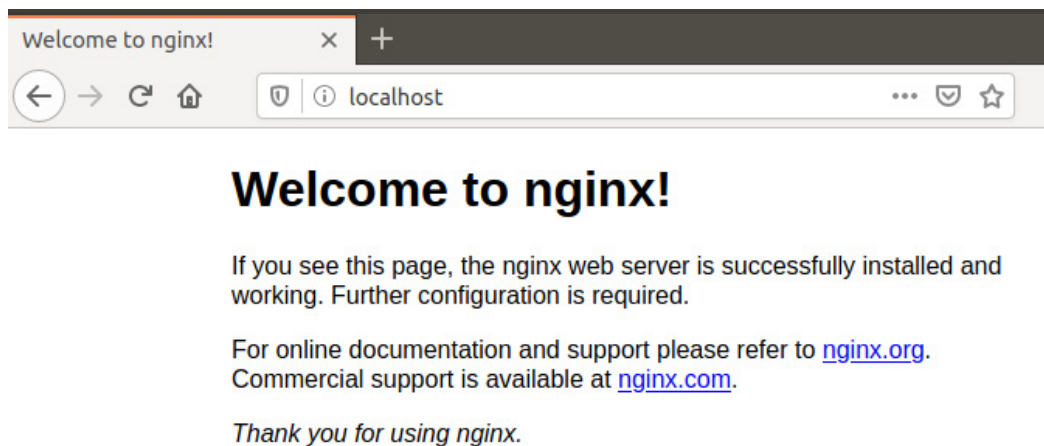 Welcome to nginx!
localhost
Welcome to nginx!
If you see this page, the nginx web server is successfully installed and
working. Further configuration is required.
For online documentation and support please refer to nginx.org.
Commercial support is available at nginx.com.
Thank you for using nginx.